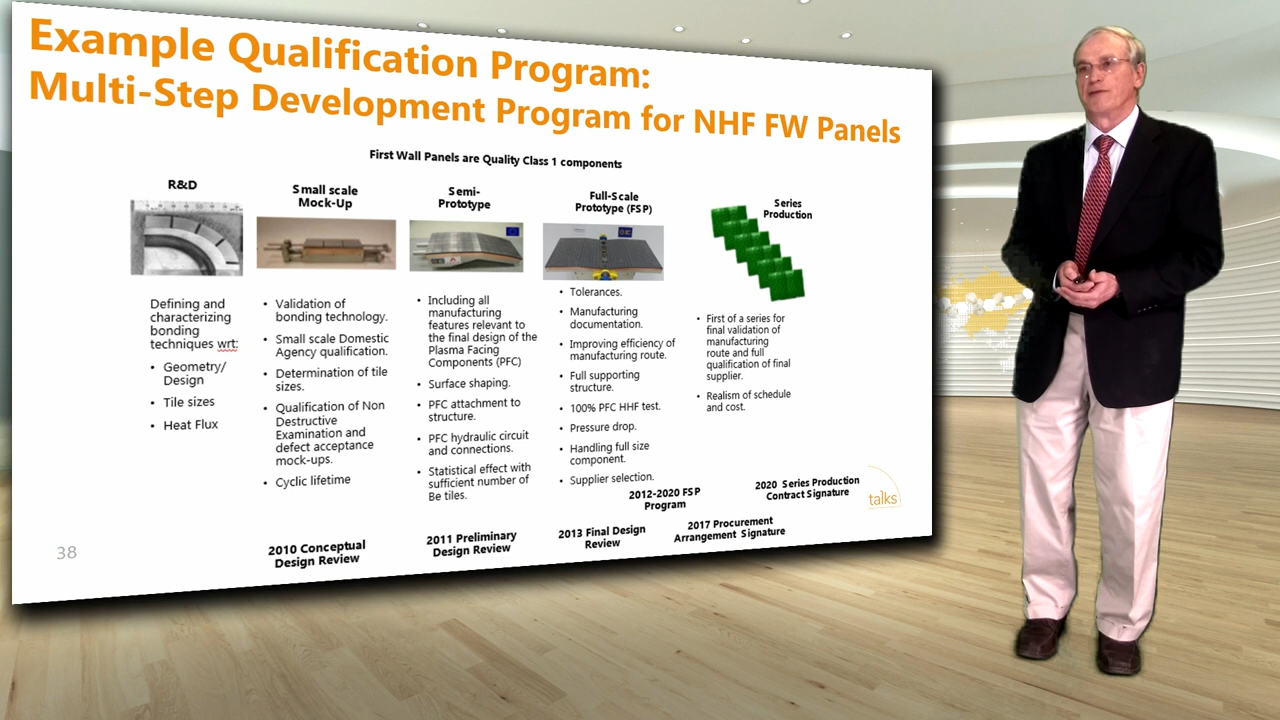 Example Qualification Program:
Multi-Step Development Program for NHF FW Panels
First Wall Panels are Quality Class 1 components
R&D
Defining and
characterizing
bonding
techniques wrt:
• Geometry/
Design
• Tile sizes
• Heat Flux
Small scale
Mock-Up
• Validation of
bonding technology.
• Small scale Domestic
Agency qualification.
• Determination of tile
sizes.
• Qualification of Non
Destructive
Examination and
defect acceptance
mock-ups.
• Cyclic lifetime
Semi-
Prototype
• Including all
manufacturing
features relevant to
the final design of the
Plasma Facing
Components (PFC)
• Surface shaping.
• PFC attachment to
structure.
• PFC hydraulic circuit
and connections.
• Statistical effect with
sufficient number of
Be tiles.
Full-Scale
Prototype (FSP)
• Tolerances.
• Manufacturing
documentation.
• Improving efficiency of
manufacturing route.
• Full supporting
structure.
• 100% PFC HHF test.
• Pressure drop.
• Handling full size
component.
• Supplier selection.
Series
Production
• First of a series for
final validation of
manufacturing
route and full
qualification of final
supplier.
• Realism of schedule
and cost.
2012-2020 FSP
Program
2020 Series Production
Contract Signature
talks
2010 Conceptual
Design Review
2011 Preliminary
Design Review
2013 Final Design
Review
2017 Procurement
Arrangement Signature
38